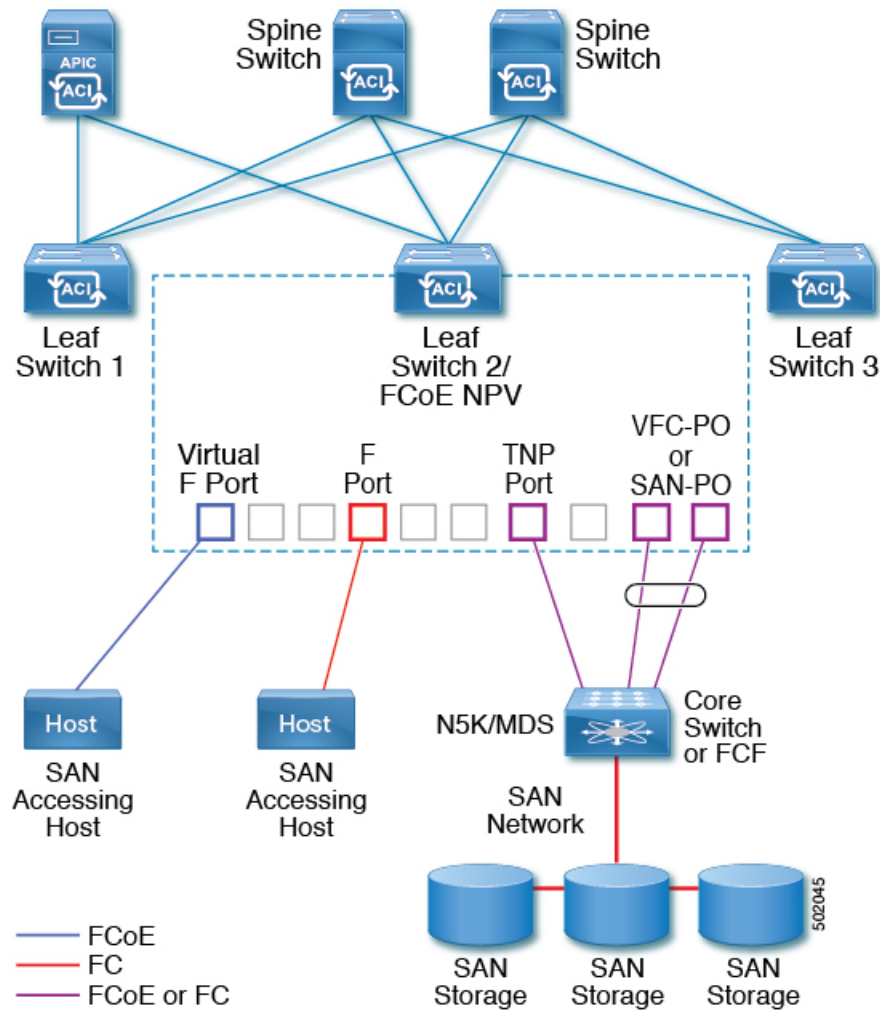 Spine
Switch
Spine
Switch
APIC
ACI
ACI
ACI
ACI
ACI
ACI
Leaf
Switch 1
Leaf
Switch 2/
FCoE NPV
Leaf
Switch 3
Virtual
F Port
F
Port
TNP
Port
VFC-PO
or
SAN-PO
Host
SAN
Accessing
Host
Host
SAN
Accessing
Host
N5K/MDS
Core
Switch
or FCF
SAN
Network
SAN
Storage
SAN
Storage
SAN
Storage
502045
FCoE
FC
FCoE or FC